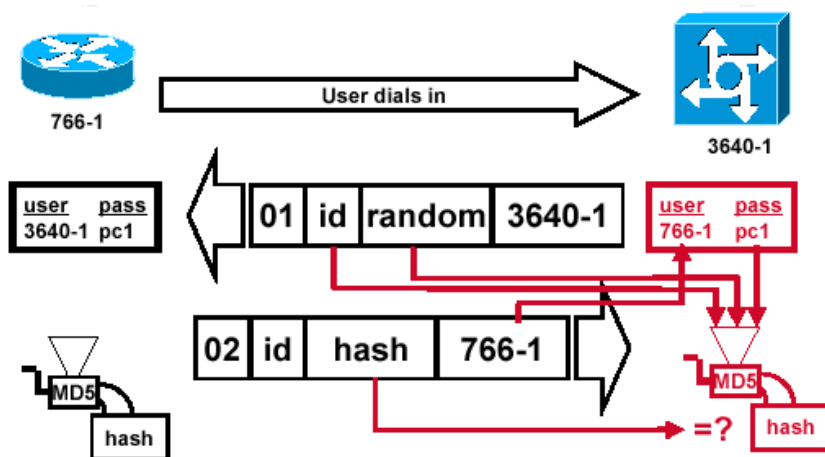 User dials in
766-1
3640-1
user pass
3640-1 pc1
01 id random 3640-1
user pass
766-1 pc1
02 id hash 766-1
MD5
hash
=?
MD5
hash